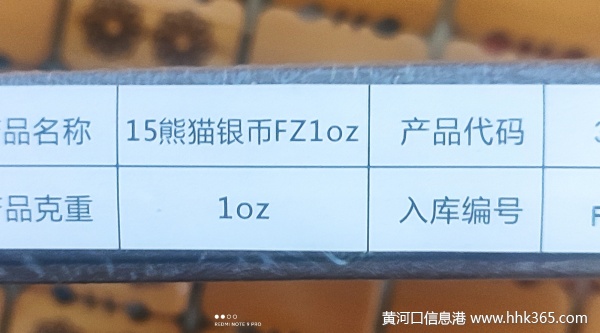 品名称 15熊猫银币FZ1oz 产品代码
品克重 1oz 入库编号
REDMI NOTE 9 PRO
黄河口信息港 www.hhk365.com